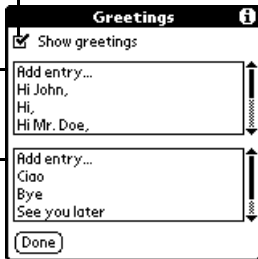 Greetings
Show greetings
Add entry...
Hi John,
Hi,
Hi Mr. Doe,
Add entry...
Ciao
Bye
See you later
Done